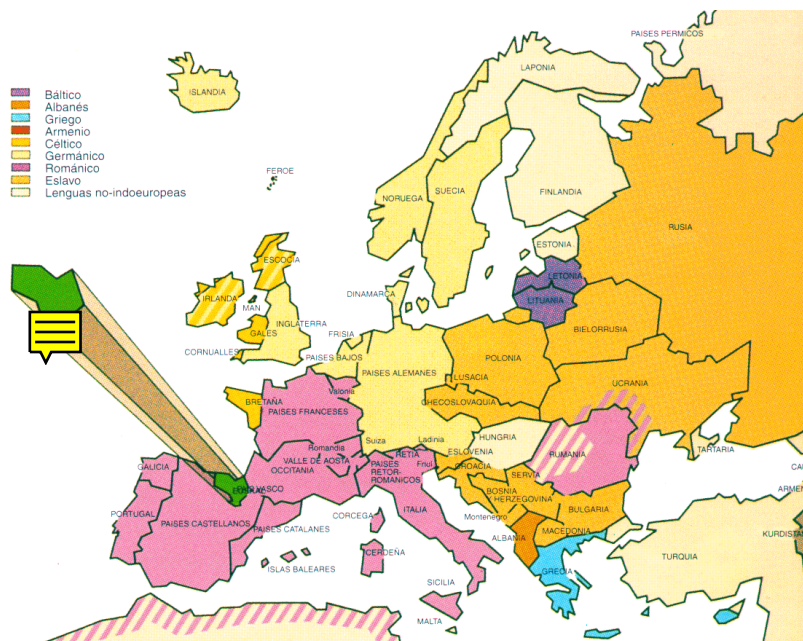 PAISES PERMICOS
LAPONIA
ISLANDIA
Báltico
Albanés
Griego
Armenio
Céltico
Germánico
Románico
Eslavo
Lenguas no-indoeuropeas
FEROE
NORUEGA
SUECIA
FINLANDIA
RUSIA
ESTONIA
ESCOCIA
LETONIA
IRLANDA
LITUANIA
DINAMARCA
MAN
INGLATERRA
BIELORRUSIA
GALES
FRISIA
CORNUALLES
PAISES BAJOS
POLONIA
PAISES ALEMANES
LUSACIA
UCRANIA
Valonia
BRETAÑA
CHECOSLOVAQUIA
PAISES FRANCESES
HUNGRIA
Suiza
Ladinia
Romandia
ESLOVENIA
RUMANIA
TARTARIA
VALLE DE AOSTA
RETIA
GALICIA
OCCITANIA
PAISES
RETOR-
ROMANICOS
Friul
CROACIA
SERVIA
CA
ARMEN
BOSNIA
HERZEGOVINA
PORTUGAL
PAISES CASTELLANOS
PAISES CATALANES
CORCEGA
ITALIA
Montenegro
BULGARIA
MACEDONIA
ALBANIA
KURDISTAN
CERDEÑA
TURQUIA
ISLAS BALEARES
GRECIA
SICILIA
MALTA